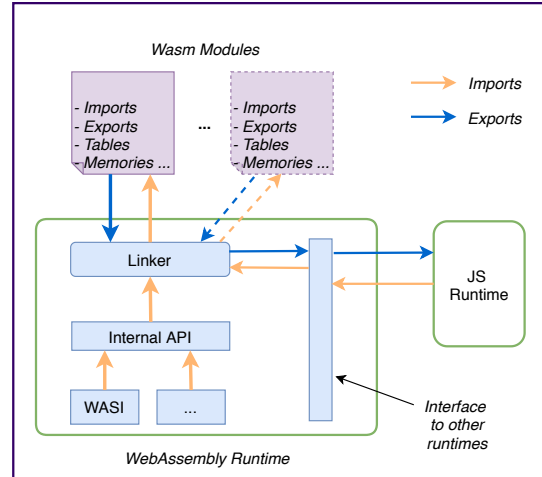 Wasm Modules
- Imports
- Exports
- Tables
- Memories ...
...
- Imports
- Exports
- Tables
- Memories ...
Imports
Exports
Linker
JS
Runtime
Internal API
WASI
...
Interface
to other
runtimes
WebAssembly Runtime